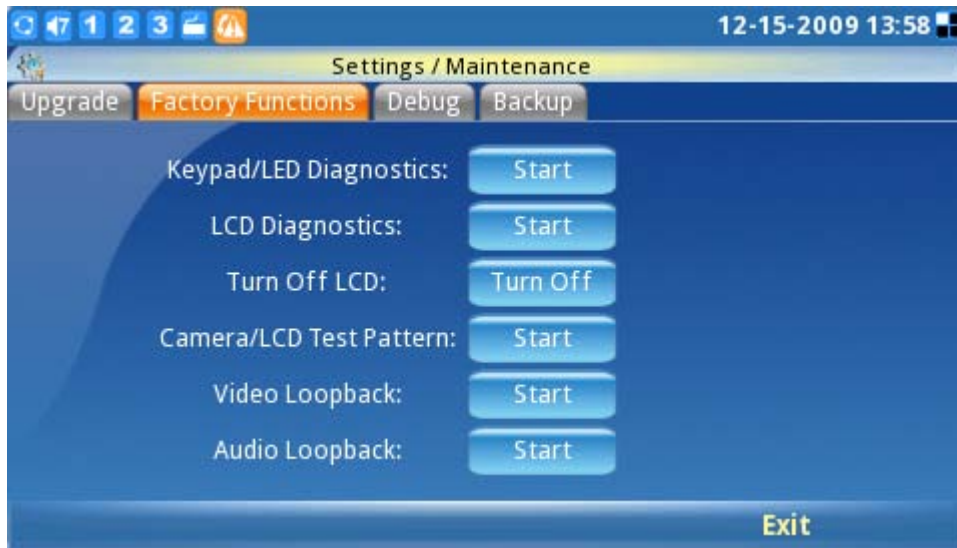 7 1 2 3 12-15-2009 13:58
Settings / Maintenance
Upgrade Factory Functions Debug Backup
Keypad/LED Diagnostics: Start
LCD Diagnostics: Start
Turn Off LCD: Turn Off
Camera/LCD Test Pattern: Start
Video Loopback: Start
Audio Loopback: Start
Exit